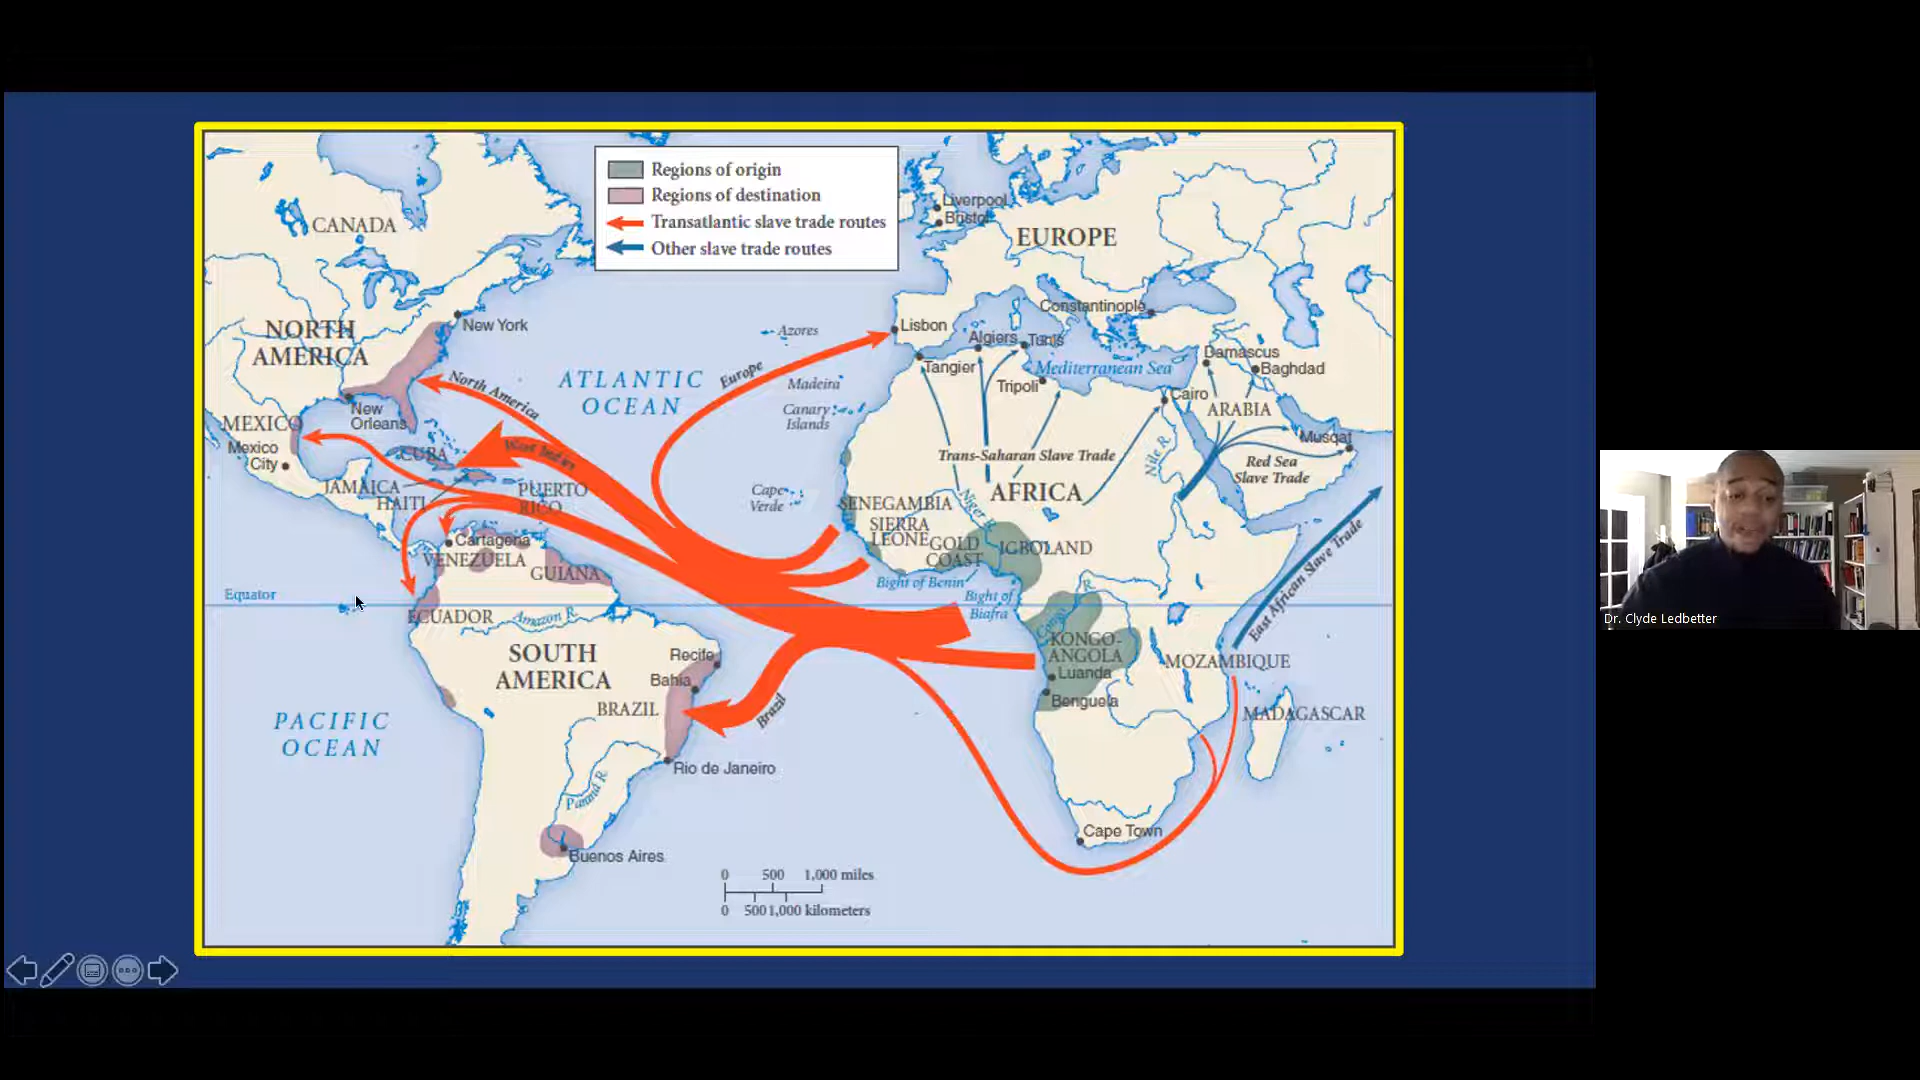 Regions of origin
Regions of destination
Transatlantic slave trade routes
Other slave trade routes
CANADA
NORTH
AMERICA
New York
New
Orleans
MEXICO
Mexico
City
CUBA
JAMAICA
HAITI
PUERTO
RICO
Cartagena
VENEZUELA
GUIANA
Equator
ECUADOR
Amazon R.
SOUTH
AMERICA
Recife
Bahia
BRAZIL
Rio de Janeiro
Paraná R.
Buenos Aires
PACIFIC
OCEAN
ATLANTIC
OCEAN
North America
West Indies
Europe
Brazil
Azores
Madeira
Canary
Islands
Cape
Verde
Liverpool
Bristol
EUROPE
Lisbon
Constantinople
Algiers
Tunis
Tangier
Tripoli
Mediterranean Sea
Damascus
Baghdad
Cairo
ARABIA
Musqat
Nile R.
Trans-Saharan Slave Trade
Red Sea
Slave Trade
AFRICA
Niger R.
SENEGAMBIA
SIERRA
LEONE
GOLD
COAST
IGBOLAND
Bight of Benin
Bight of
Biafra
Congo R.
KONGO-
ANGOLA
Luanda
Benguela
East African Slave Trade
MOZAMBIQUE
MADAGASCAR
Cape Town
0 500 1,000 miles
0 500 1,000 kilometers
Dr. Clyde Ledbetter